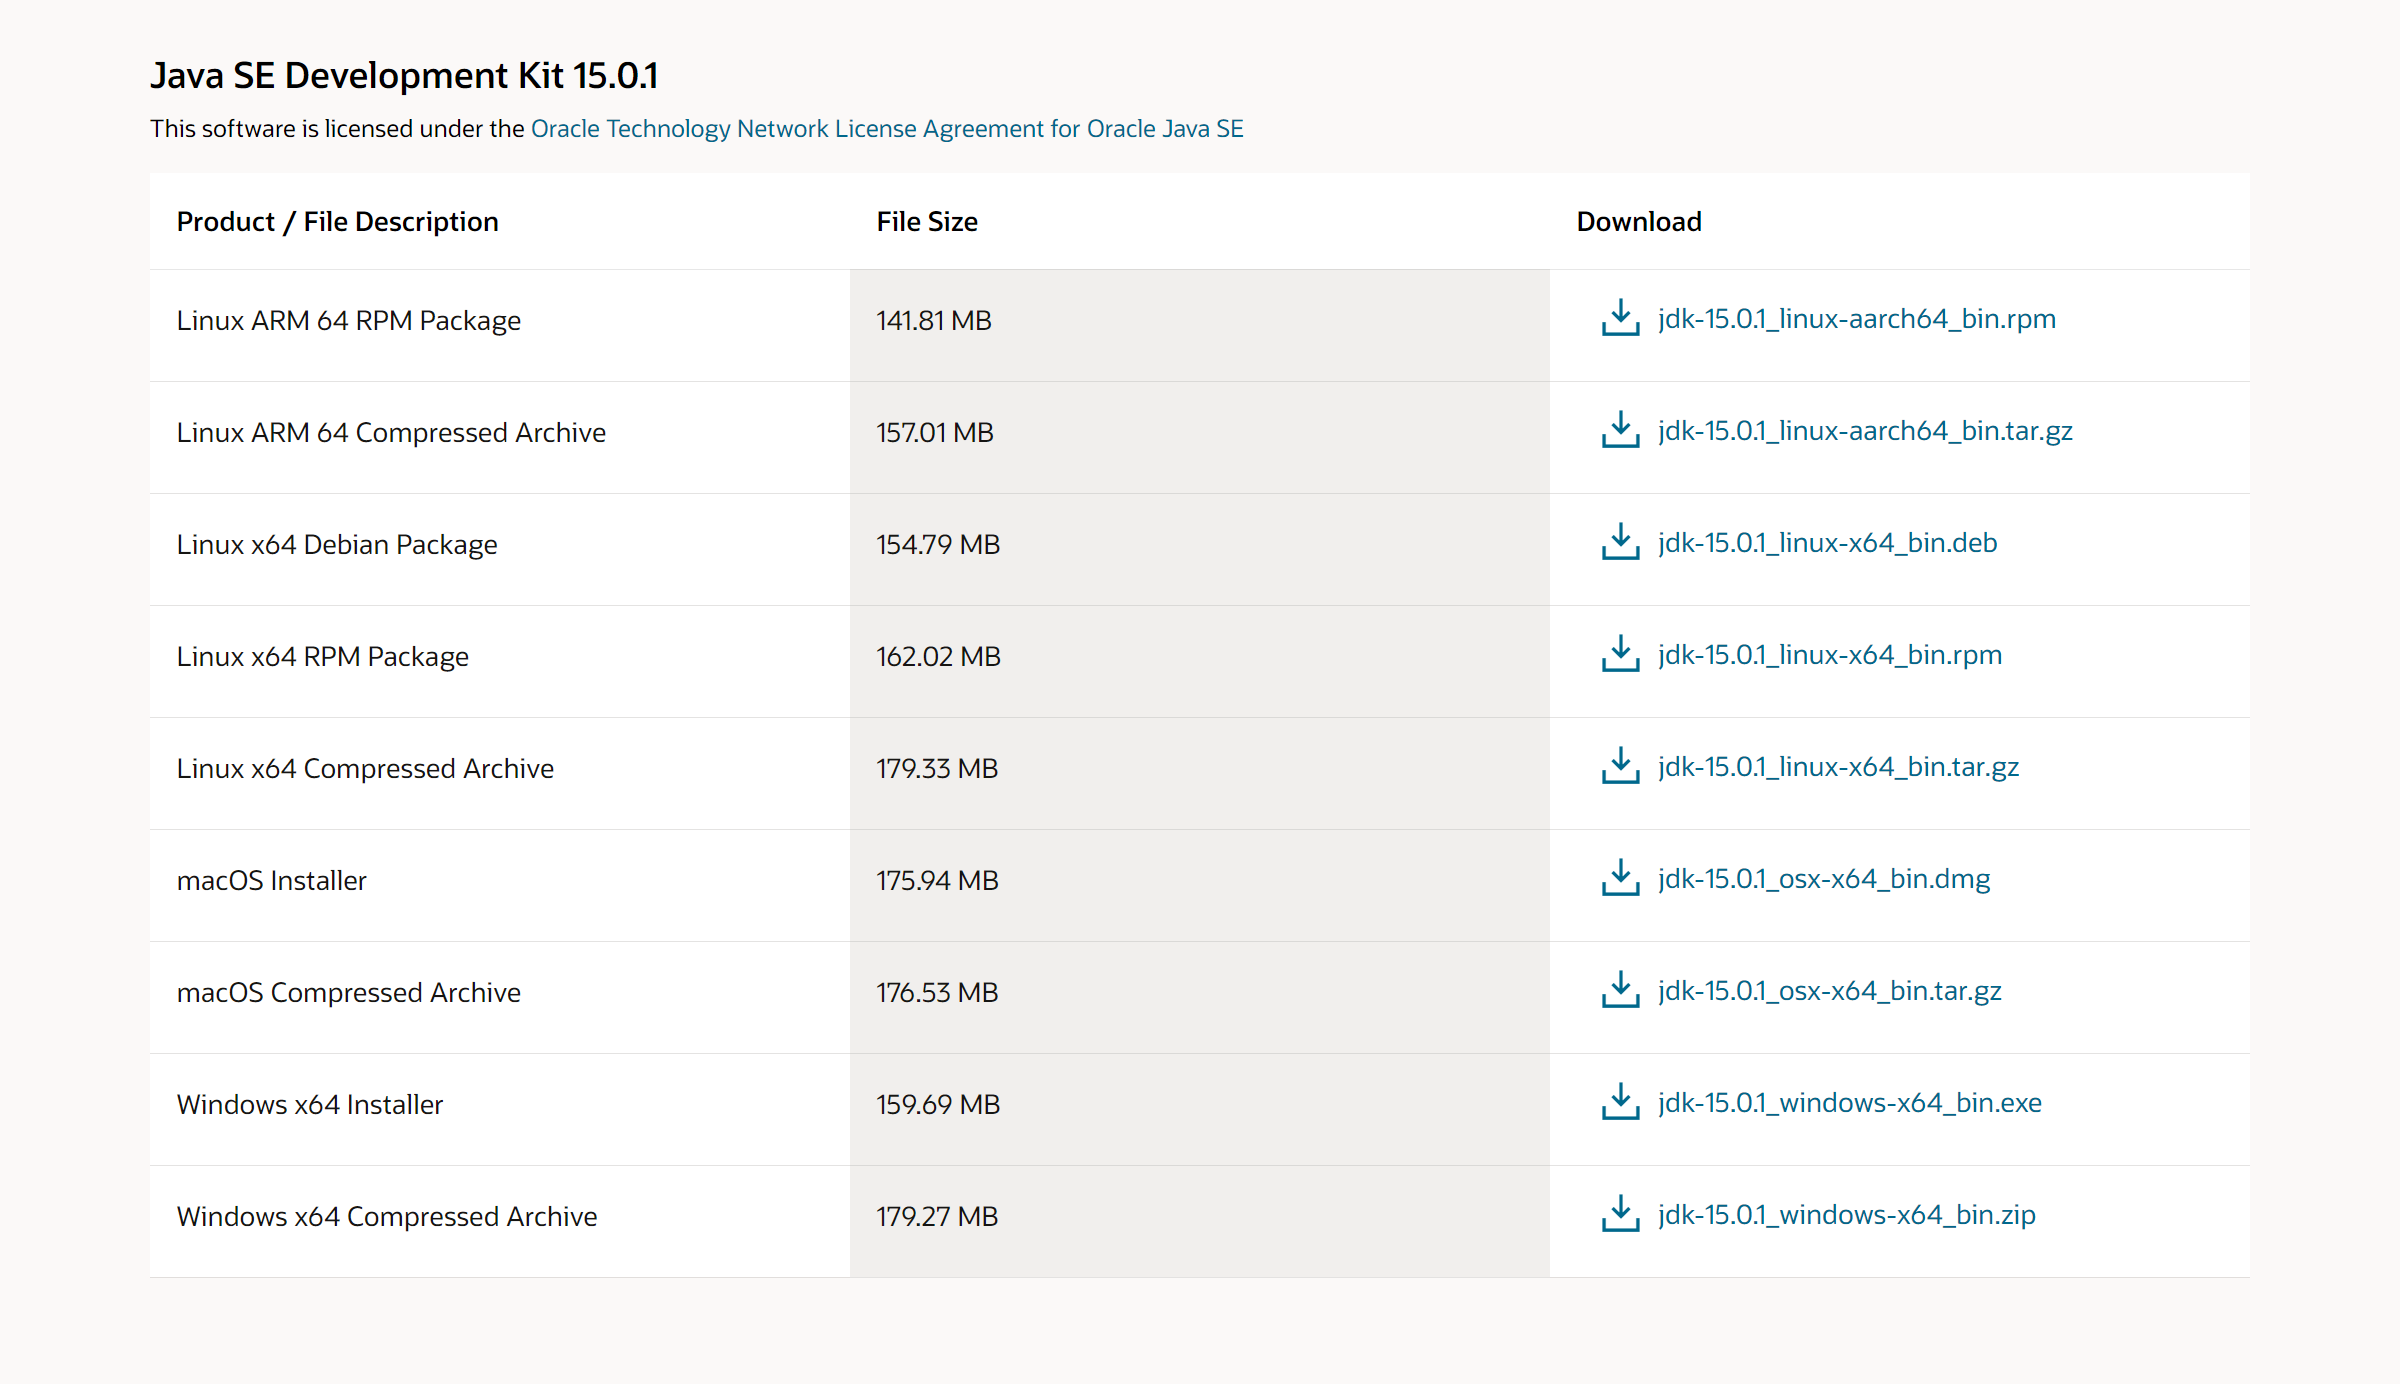 Java SE Development Kit 15.0.1
This software is licensed under the Oracle Technology Network License Agreement for Oracle Java SE
Product / File Description File Size Download
Linux ARM 64 RPM Package 141.81 MB jdk-15.0.1_linux-aarch64_bin.rpm
Linux ARM 64 Compressed Archive 157.01 MB jdk-15.0.1_linux-aarch64_bin.tar.gz
Linux x64 Debian Package 154.79 MB jdk-15.0.1_linux-x64_bin.deb
Linux x64 RPM Package 162.02 MB jdk-15.0.1_linux-x64_bin.rpm
Linux x64 Compressed Archive 179.33 MB jdk-15.0.1_linux-x64_bin.tar.gz
macOS Installer 175.94 MB jdk-15.0.1_osx-x64_bin.dmg
macOS Compressed Archive 176.53 MB jdk-15.0.1_osx-x64_bin.tar.gz
Windows x64 Installer 159.69 MB jdk-15.0.1_windows-x64_bin.exe
Windows x64 Compressed Archive 179.27 MB jdk-15.0.1_windows-x64_bin.zip